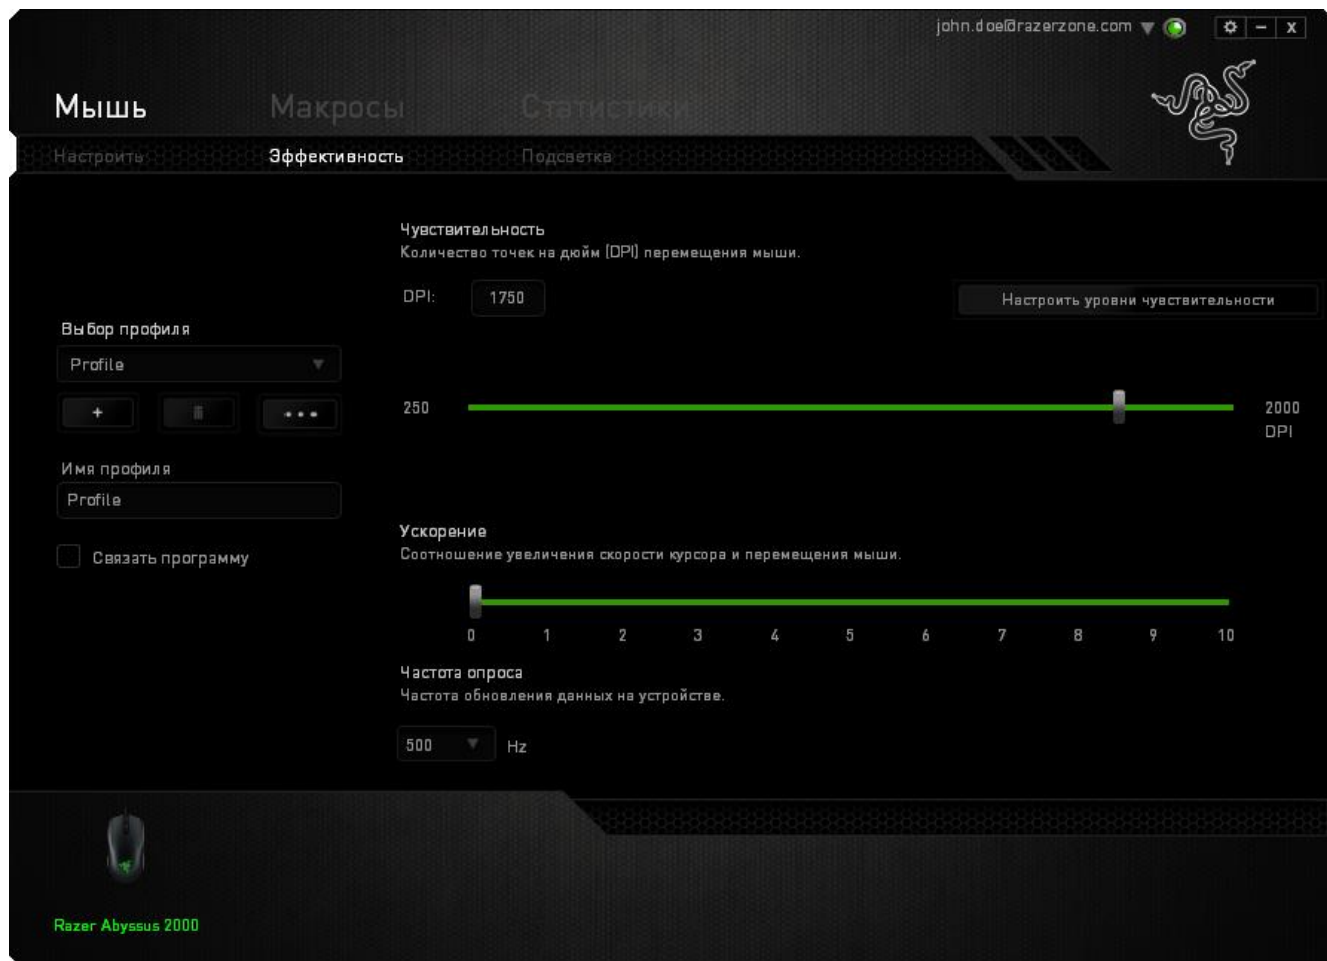 john.doe@razerzone.com
Мышь Макросы Статистики
Настроить Эффективность Подсветка
Чувствительность
Количество точек на дюйм (DPI) перемещения мыши.
DPI: 1750 Настроить уровни чувствительности
Выбор профиля
Profile
+
250 2000
DPI
Имя профиля
Profile
Связать программу
Ускорение
Соотношение увеличения скорости курсора и перемещения мыши.
0 1 2 3 4 5 6 7 8 9 10
Частота опроса
Частота обновления данных на устройстве.
500 Hz
Razer Abyssus 2000